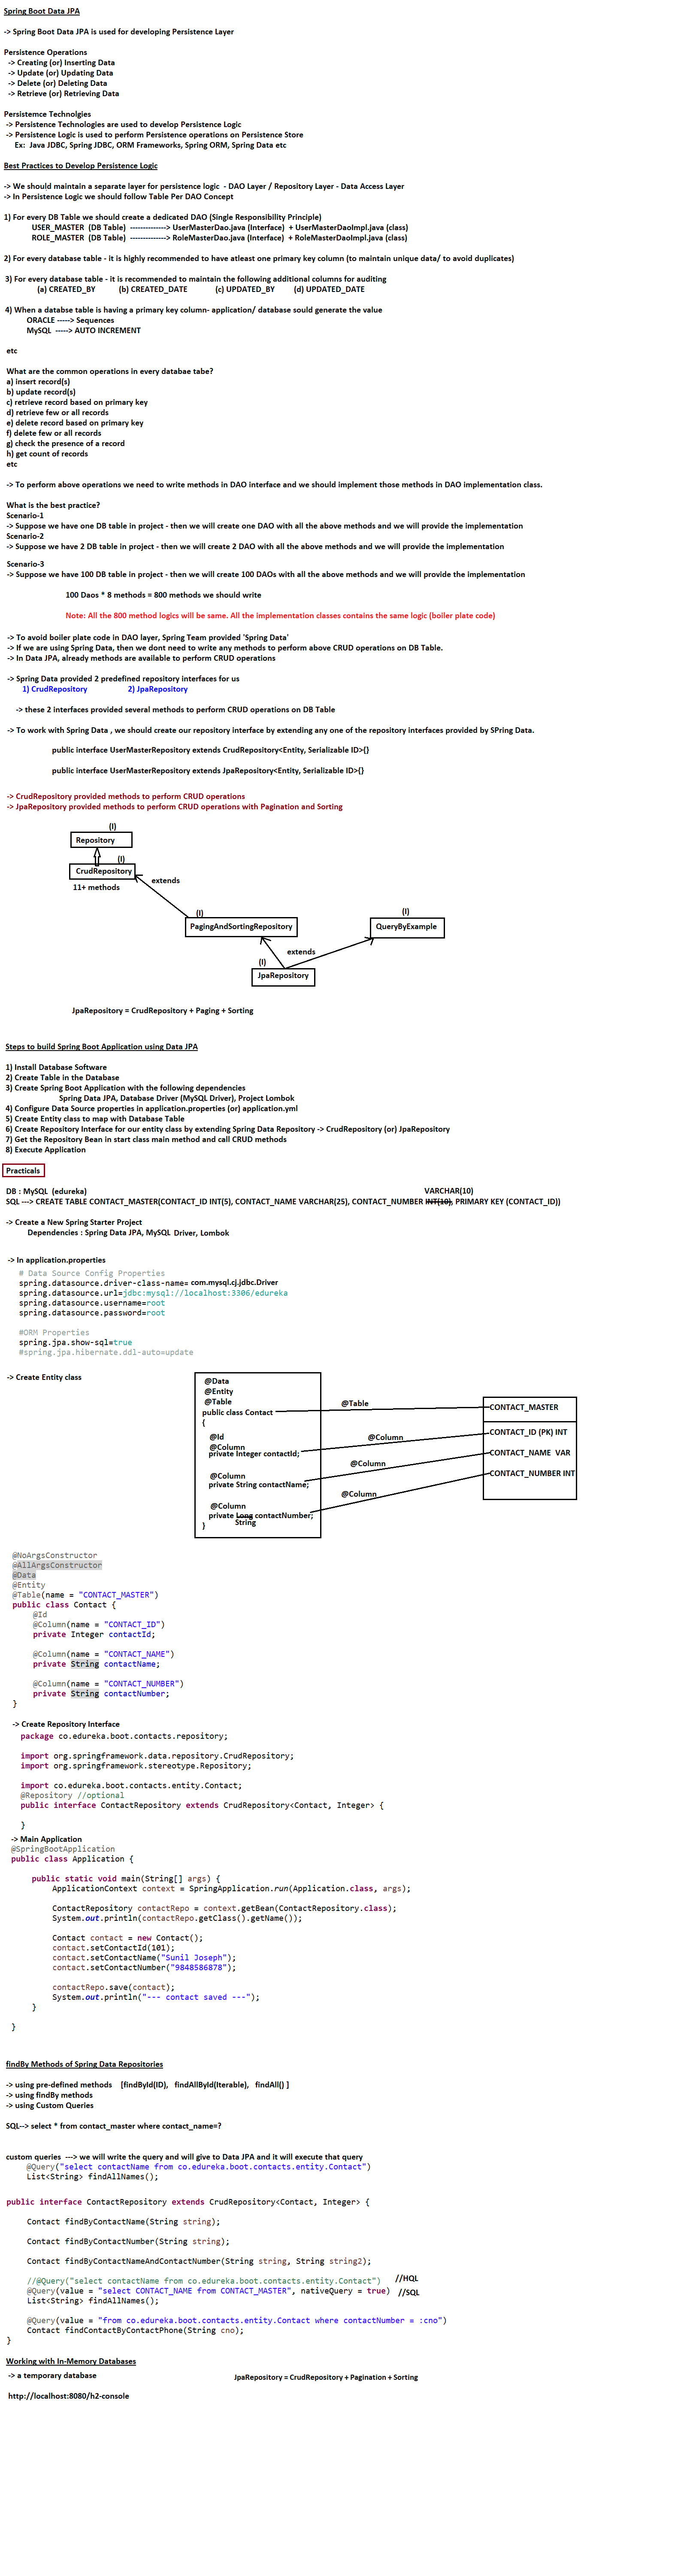 Spring Boot Data JPA
-> Spring Boot Data JPA is used for developing Persistence Layer
Persistence Operations
-> Creating (or) Inserting Data
-> Update (or) Updating Data
-> Delete (or) Deleting Data
-> Retrieve (or) Retrieving Data
Persistemce Technolgies
-> Persistence Technologies are used to develop Persistence Logic
-> Persistence Logic is used to perform Persistence operations on Persistence Store
Ex: Java JDBC, Spring JDBC, ORM Frameworks, Spring ORM, Spring Data etc
Best Practices to Develop Persistence Logic
-> We should maintain a separate layer for persistence logic - DAO Layer / Repository Layer - Data Access Layer
-> In Persistence Logic we should follow Table Per DAO Concept
1) For every DB Table we should create a dedicated DAO (Single Responsibility Principle)
USER_MASTER (DB Table) --------------> UserMasterDao.java (Interface) + UserMasterDaoImpl.java (class)
ROLE_MASTER (DB Table) --------------> RoleMasterDao.java (Interface) + RoleMasterDaoImpl.java (class)
2) For every database table - it is highly recommended to have atleast one primary key column (to maintain unique data/ to avoid duplicates)
3) For every database table - it is recommended to maintain the following additional columns for auditing
(a) CREATED_BY (b) CREATED_DATE (c) UPDATED_BY (d) UPDATED_DATE
4) When a databse table is having a primary key column- application/ database sould generate the value
ORACLE -----> Sequences
MySQL -----> AUTO INCREMENT
etc
What are the common operations in every databae tabe?
a) insert record(s)
b) update record(s)
c) retrieve record based on primary key
d) retrieve few or all records
e) delete record based on primary key
f) delete few or all records
g) check the presence of a record
h) get count of records
etc
-> To perform above operations we need to write methods in DAO interface and we should implement those methods in DAO implementation class.
What is the best practice?
Scenario-1
-> Suppose we have one DB table in project - then we will create one DAO with all the above methods and we will provide the implementation
Scenario-2
-> Suppose we have 2 DB table in project - then we will create 2 DAO with all the above methods and we will provide the implementation
Scenario-3
-> Suppose we have 100 DB table in project - then we will create 100 DAOs with all the above methods and we will provide the implementation
100 Daos * 8 methods = 800 methods we should write
Note: All the 800 method logics will be same. All the implementation classes contains the same logic (boiler plate code)
-> To avoid boiler plate code in DAO layer, Spring Team provided 'Spring Data'
-> If we are using Spring Data, then we dont need to write any methods to perform above CRUD operations on DB Table.
-> In Data JPA, already methods are available to perform CRUD operations
-> Spring Data provided 2 predefined repository interfaces for us
1) CrudRepository 2) JpaRepository
-> these 2 interfaces provided several methods to perform CRUD operations on DB Table
-> To work with Spring Data , we should create our repository interface by extending any one of the repository interfaces provided by SPring Data.
public interface UserMasterRepository extends CrudRepository<Entity, Serializable ID>{}
public interface UserMasterRepository extends JpaRepository<Entity, Serializable ID>{}
-> CrudRepository provided methods to perform CRUD operations
-> JpaRepository provided methods to perform CRUD operations with Pagination and Sorting
(I)
Repository
(I)
CrudRepository
11+ methods
extends
(I)
PagingAndSortingRepository
(I)
QueryByExample
extends
(I)
JpaRepository
JpaRepository = CrudRepository + Paging + Sorting
Steps to build Spring Boot Application using Data JPA
1) Install Database Software
2) Create Table in the Database
3) Create Spring Boot Application with the following dependencies
Spring Data JPA, Database Driver (MySQL Driver), Project Lombok
4) Configure Data Source properties in application.properties (or) application.yml
5) Create Entity class to map with Database Table
6) Create Repository Interface for our entity class by extending Spring Data Repository -> CrudRepository (or) JpaRepository
7) Get the Repository Bean in start class main method and call CRUD methods
8) Execute Application
Practicals
DB : MySQL (edureka) VARCHAR(10)
SQL ---> CREATE TABLE CONTACT_MASTER(CONTACT_ID INT(5), CONTACT_NAME VARCHAR(25), CONTACT_NUMBER INT(10), PRIMARY KEY (CONTACT_ID))
-> Create a New Spring Starter Project
Dependencies : Spring Data JPA, MySQL Driver, Lombok
-> In application.properties
# Data Source Config Properties
spring.datasource.driver-class-name= com.mysql.cj.jdbc.Driver
spring.datasource.url=jdbc:mysql://localhost:3306/edureka
spring.datasource.username=root
spring.datasource.password=root
#ORM Properties
spring.jpa.show-sql=true
#spring.jpa.hibernate.ddl-auto=update
-> Create Entity class
@Data
@Entity
@Table
public class Contact
{
@Id
@Column
private Integer contactId;
@Column
private String contactName;
@Column
private Long contactNumber;
String
}
@Table
@Column
@Column
@Column
CONTACT_MASTER
CONTACT_ID (PK) INT
CONTACT_NAME VAR
CONTACT_NUMBER INT
@NoArgsConstructor
@AllArgsConstructor
@Data
@Entity
@Table(name = "CONTACT_MASTER")
public class Contact {
@Id
@Column(name = "CONTACT_ID")
private Integer contactId;
@Column(name = "CONTACT_NAME")
private String contactName;
@Column(name = "CONTACT_NUMBER")
private String contactNumber;
}
-> Create Repository Interface
package co.edureka.boot.contacts.repository;
import org.springframework.data.repository.CrudRepository;
import org.springframework.stereotype.Repository;
import co.edureka.boot.contacts.entity.Contact;
@Repository //optional
public interface ContactRepository extends CrudRepository<Contact, Integer> {
}
-> Main Application
@SpringBootApplication
public class Application {
public static void main(String[] args) {
ApplicationContext context = SpringApplication.run(Application.class, args);
ContactRepository contactRepo = context.getBean(ContactRepository.class);
System.out.println(contactRepo.getClass().getName());
Contact contact = new Contact();
contact.setContactId(101);
contact.setContactName("Sunil Joseph");
contact.setContactNumber("9848586878");
contactRepo.save(contact);
System.out.println("--- contact saved ---");
}
}
findBy Methods of Spring Data Repositories
-> using pre-defined methods [findById(ID), findAllById(Iterable), findAll() ]
-> using findBy methods
-> using Custom Queries
SQL--> select * from contact_master where contact_name=?
custom queries ---> we will write the query and will give to Data JPA and it will execute that query
@Query("select contactName from co.edureka.boot.contacts.entity.Contact")
List<String> findAllNames();
public interface ContactRepository extends CrudRepository<Contact, Integer> {
Contact findByContactName(String string);
Contact findByContactNumber(String string);
Contact findByContactNameAndContactNumber(String string, String string2);
//@Query("select contactName from co.edureka.boot.contacts.entity.Contact") //HQL
@Query(value = "select CONTACT_NAME from CONTACT_MASTER", nativeQuery = true) //SQL
List<String> findAllNames();
@Query(value = "from co.edureka.boot.contacts.entity.Contact where contactNumber = :cno")
Contact findContactByContactPhone(String cno);
}
Working with In-Memory Databases
-> a temporary database JpaRepository = CrudRepository + Pagination + Sorting
http://localhost:8080/h2-console